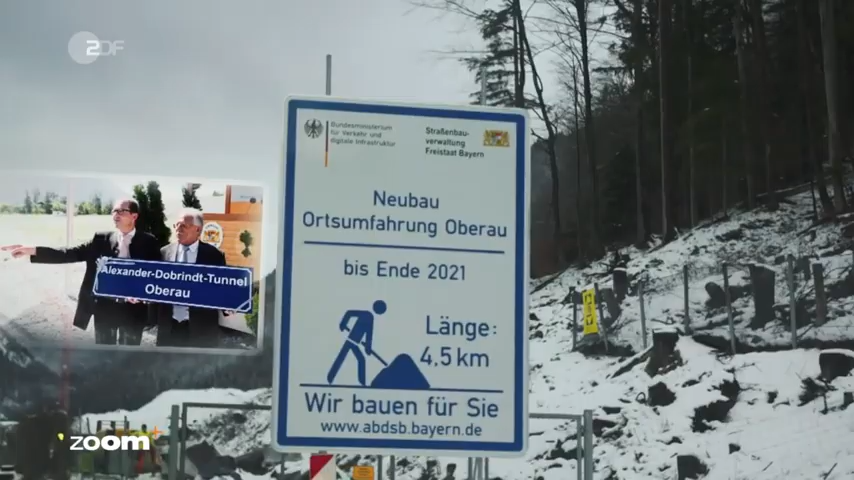 ZDF
Bundesministerium
für Verkehr und
digitale Infrastruktur
Straßenbau-
verwaltung
Freistaat Bayern
Neubau
Ortsumfahrung Oberau
bis Ende 2021
Länge:
4,5 km
Wir bauen für Sie
www.abdsb.bayern.de
Alexander-Dobrindt-Tunnel
Oberau
zoom+